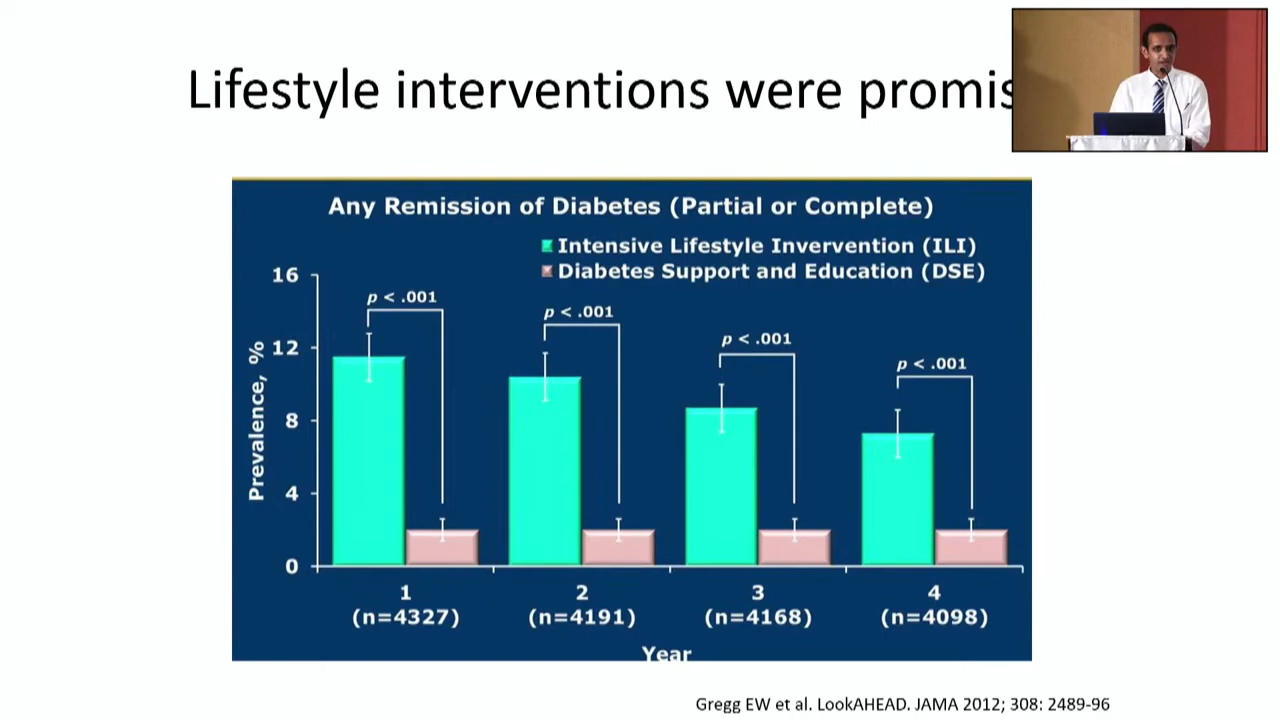 Lifestyle interventions were promis
Any Remission of Diabetes (Partial or Complete)
Intensive Lifestyle Invervention (ILI)
Diabetes Support and Education (DSE)
Prevalence, %
16
12
8
4
0
p < .001
p < .001
p < .001
p < .001
1
(n=4327)
2
(n=4191)
3
(n=4168)
4
(n=4098)
Year
Gregg EW et al. LookAHEAD. JAMA 2012; 308: 2489-96